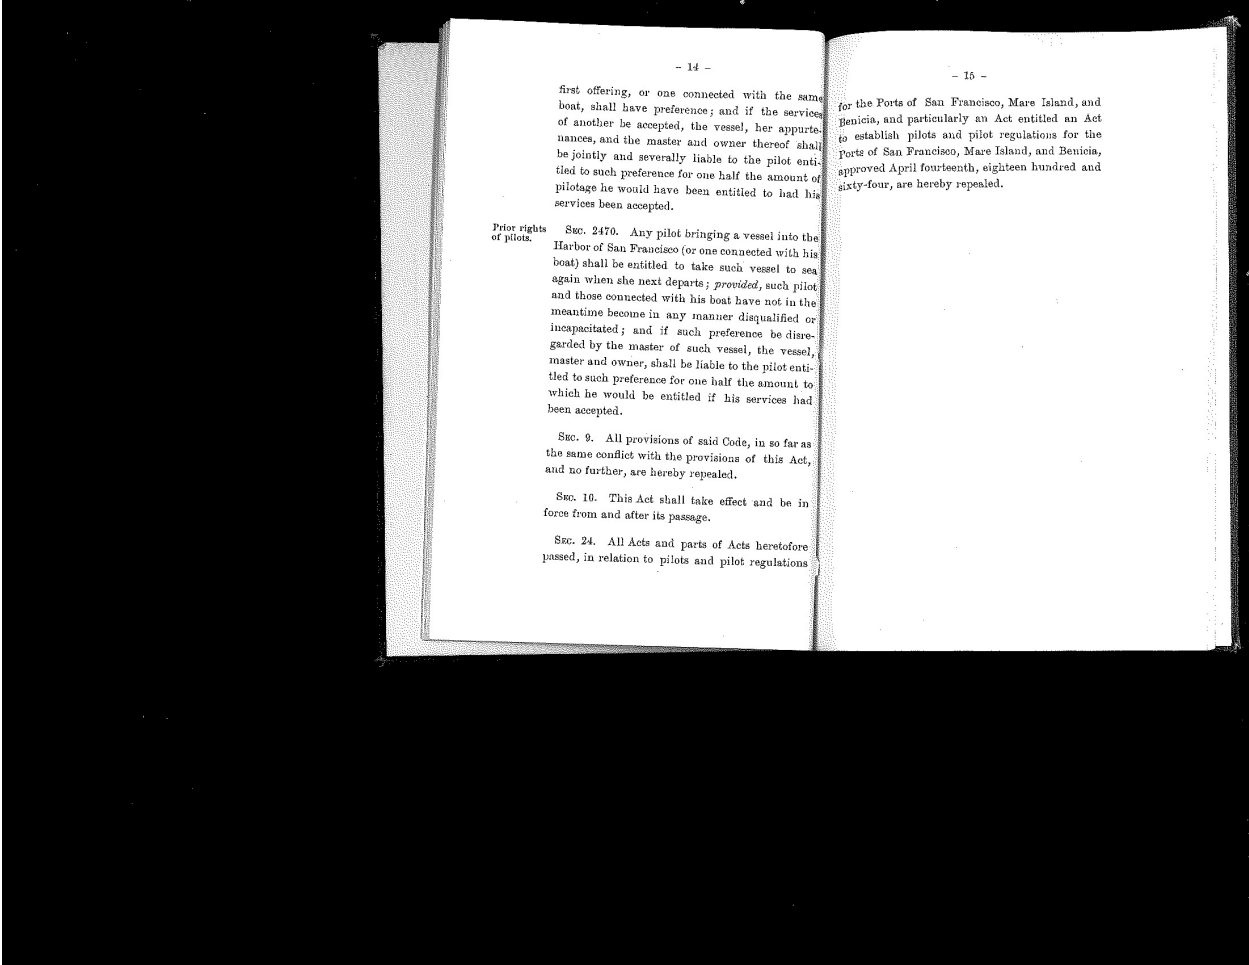 - 14 -
first offering, or one connected with the same
boat, shall have preference; and if the services
of another be accepted, the vessel, her appurte-
nances, and the master and owner thereof shall
be jointly and severally liable to the pilot enti-
tled to such preference for one half the amount of
pilotage he would have been entitled to had his
services been accepted.
Prior rights
of pilots.
SEC. 2470. Any pilot bringing a vessel into the
Harbor of San Francisco (or one connected with his
boat) shall be entitled to take such vessel to sea
again when she next departs; provided, such pilot
and those connected with his boat have not in the
meantime become in any manner disqualified or
incapacitated; and if such preference be disre-
garded by the master of such vessel, the vessel,
master and owner, shall be liable to the pilot enti-
tled to such preference for one half the amount to
which he would be entitled if his services had
been accepted.
SEC. 9. All provisions of said Code, in so far as
the same conflict with the provisions of this Act,
and no further, are hereby repealed.
SEC. 10. This Act shall take effect and be in
force from and after its passage.
SEC. 24. All Acts and parts of Acts heretofore
passed, in relation to pilots and pilot regulations
- 15 -
for the Ports of San Francisco, Mare Island, and
Benicia, and particularly an Act entitled an Act
to establish pilots and pilot regulations for the
Ports of San Francisco, Mare Island, and Benicia,
approved April fourteenth, eighteen hundred and
sixty-four, are hereby repealed.